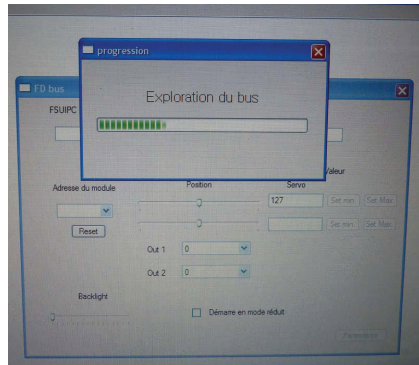 progression
Exploration du bus
FD bus
FSUIPC
Valeur
Adresse du module
Position
Servo
127
Set min
Set Max
Reset
Set min
Set Max
Out 1
0
Out 2
0
Backlight
Démarre en mode réduit